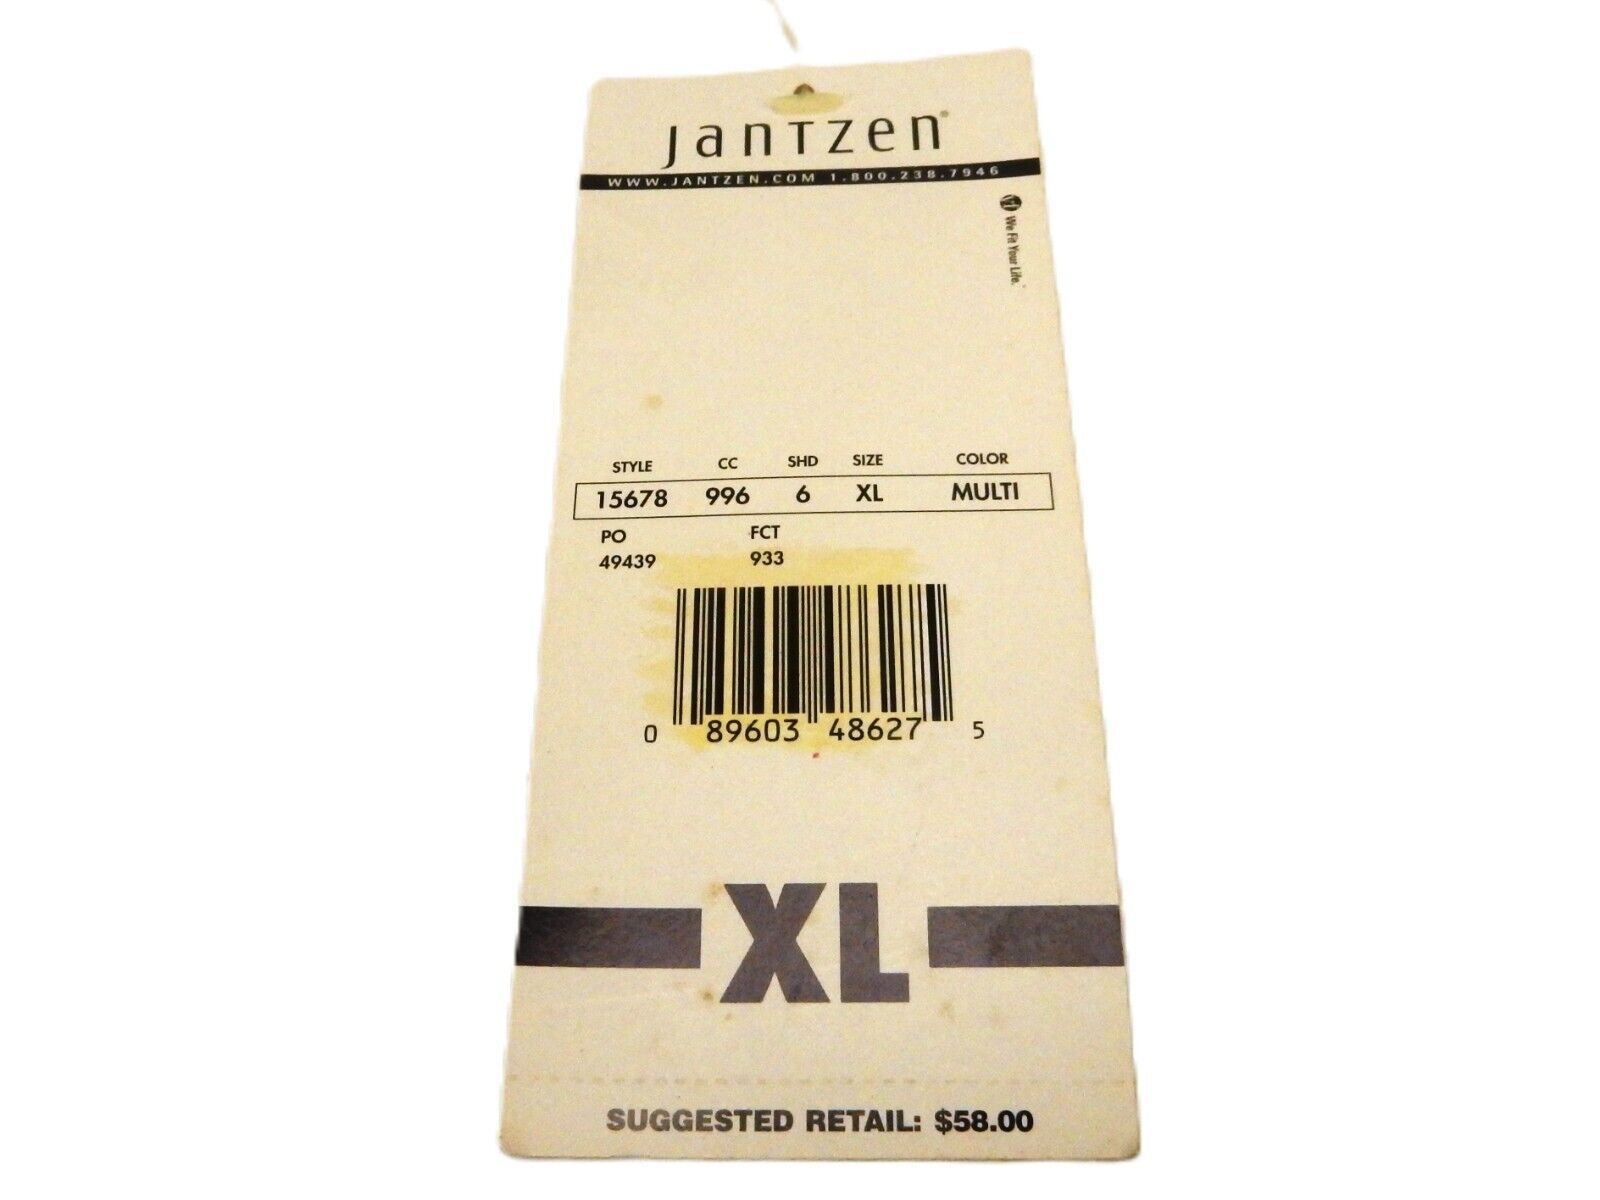 Jantzen®
WWW.JANTZEN.COM 1.800.238.7946
We Fit Your Life.™
STYLE CC SHD SIZE COLOR
15678 996 6 XL MULTI
PO FCT
49439 933
0 89603 48627 5
XL
SUGGESTED RETAIL: $58.00